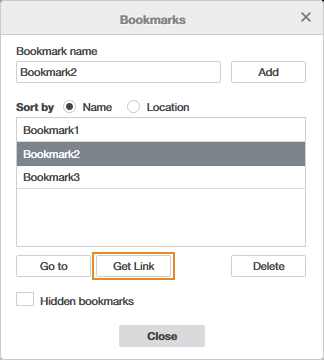 Bookmarks
Bookmark name
Bookmark2 Add
Sort by Name Location
Bookmark1
Bookmark2
Bookmark3
Go to Get Link Delete
Hidden bookmarks
Close